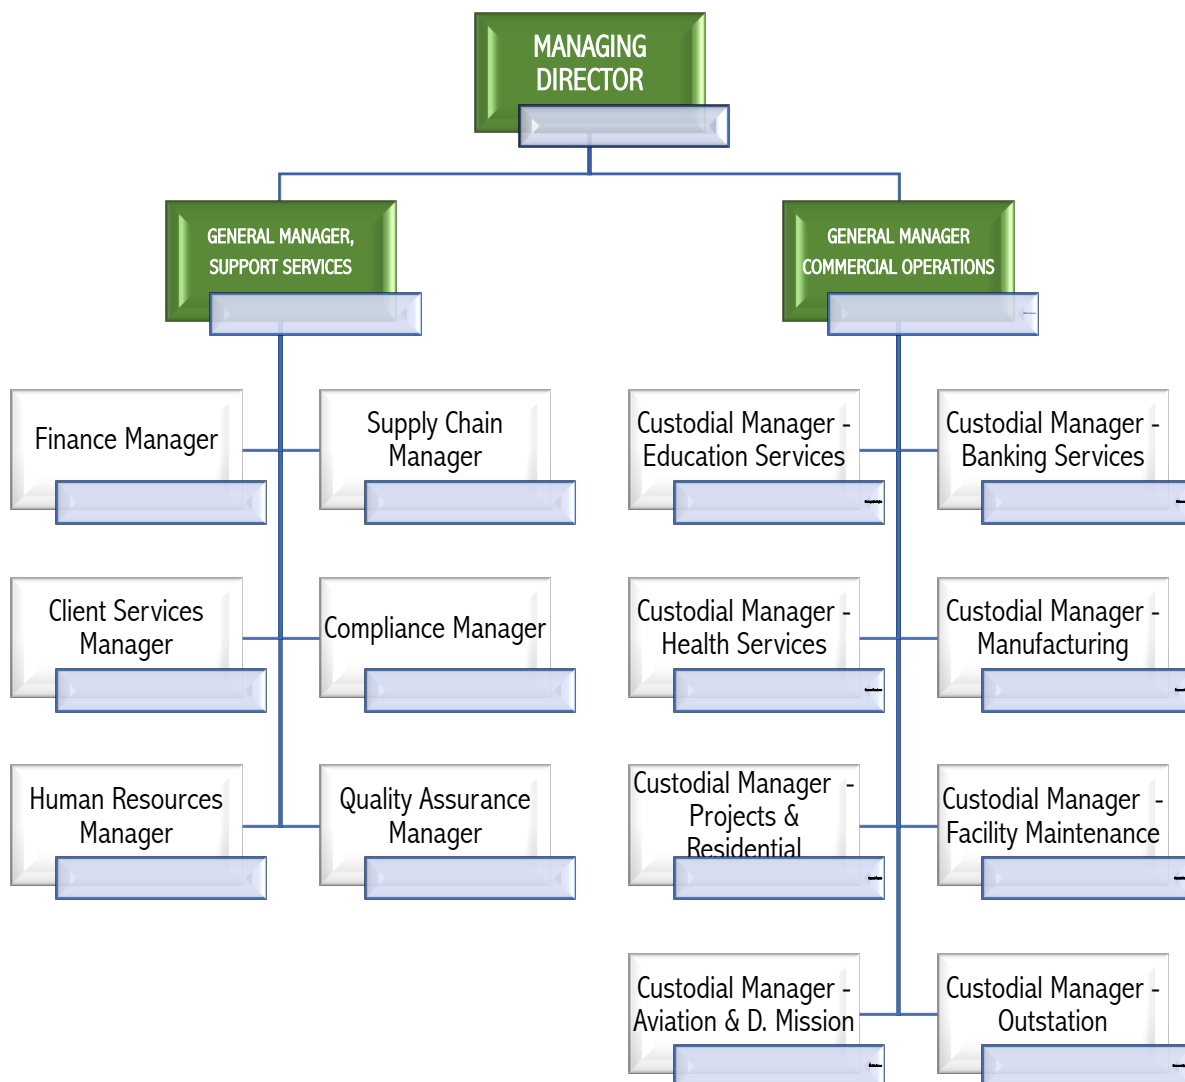 MANAGING
DIRECTOR
GENERAL MANAGER,
SUPPORT SERVICES
GENERAL MANAGER
COMMERCIAL OPERATIONS
Finance Manager
Supply Chain
Manager
Custodial Manager -
Education Services
Custodial Manager -
Banking Services
Client Services
Manager
Compliance Manager
Custodial Manager -
Health Services
Custodial Manager -
Manufacturing
Human Resources
Manager
Quality Assurance
Manager
Custodial Manager -
Projects &
Residential
Custodial Manager -
Facility Maintenance
Custodial Manager -
Aviation & D. Mission
Custodial Manager -
Outstation